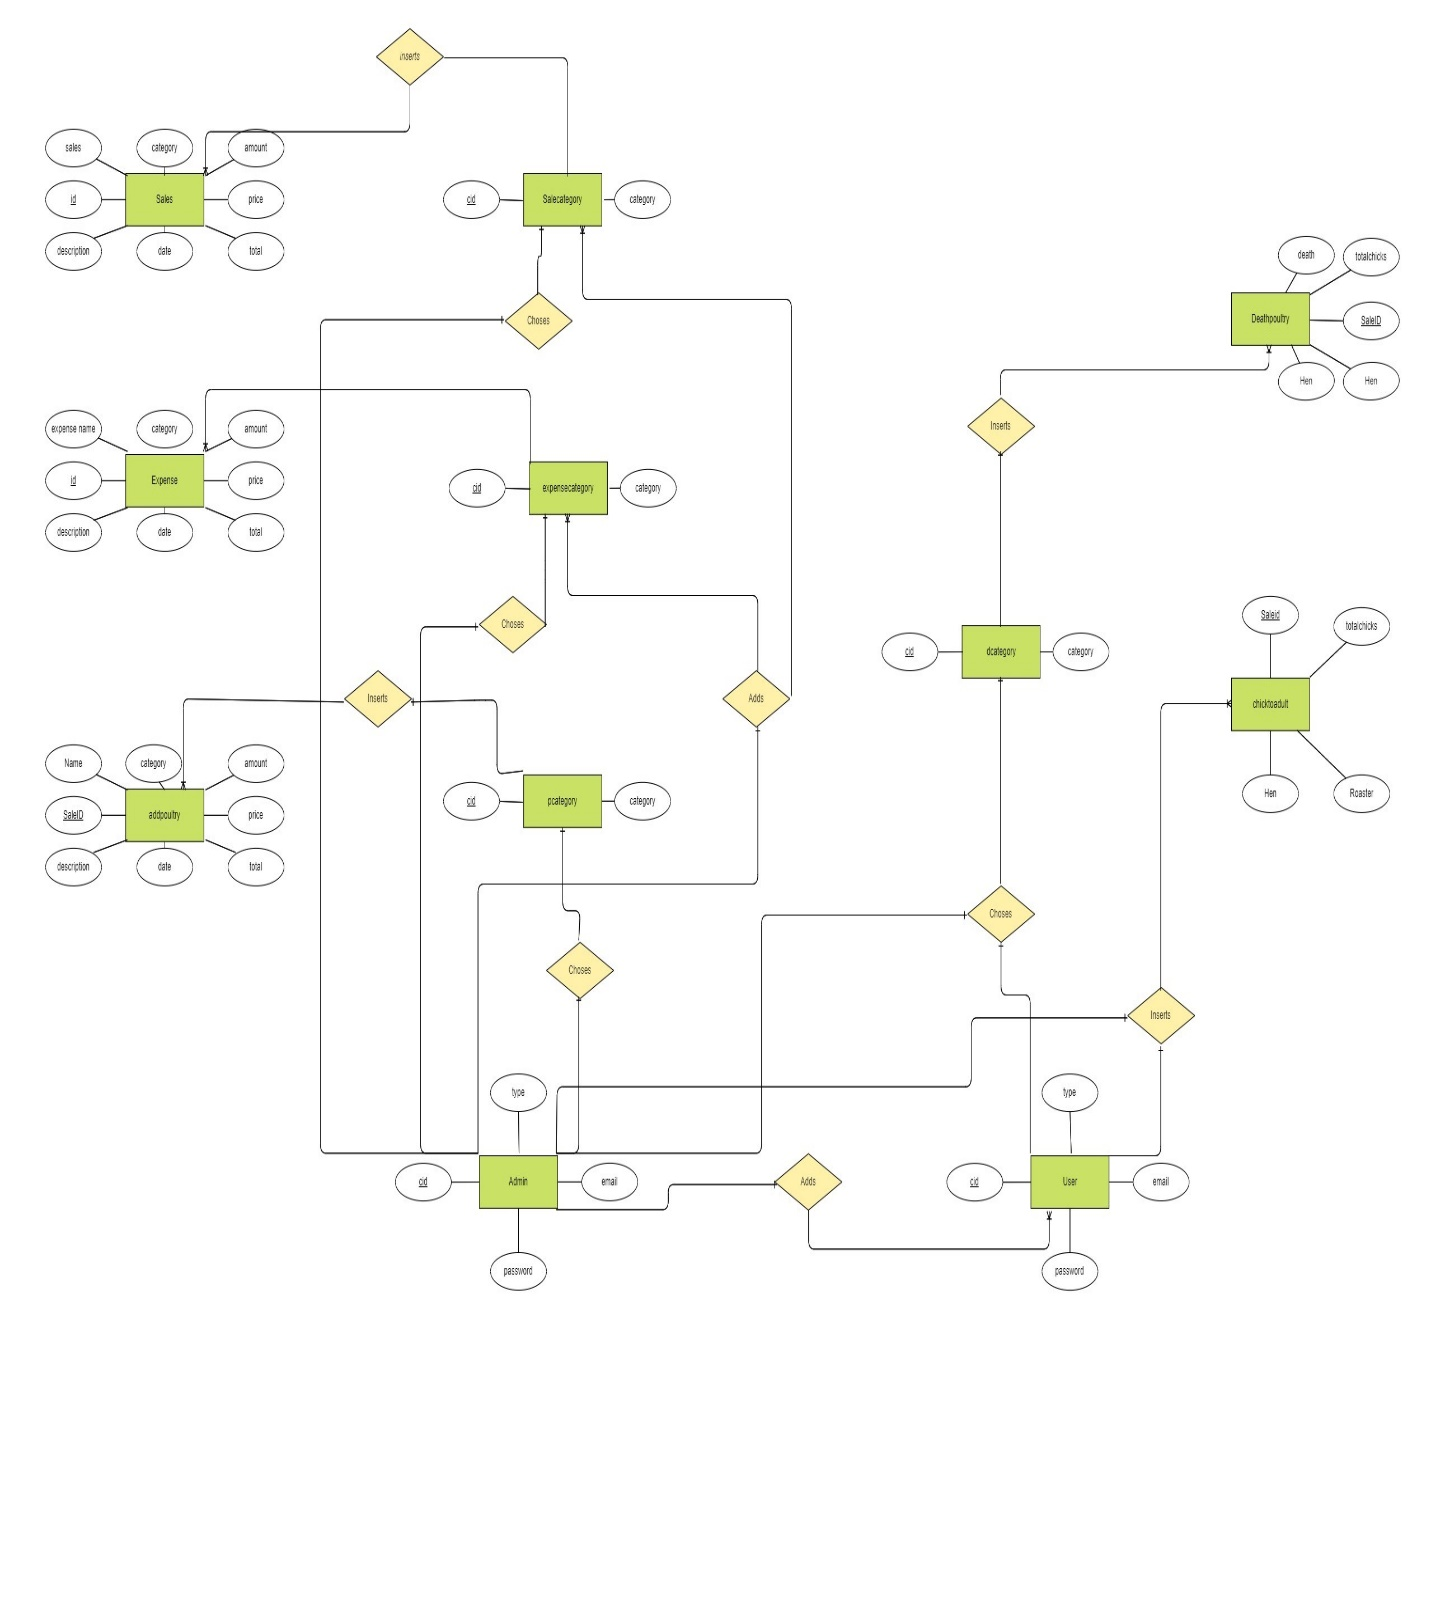 inserts
sales
category
amount
id
Sales
price
description
date
total
cid
Salecategory
category
death
totalchicks
Deathpoultry
SaleID
Hen
Hen
Choses
expense name
category
amount
id
Expense
price
description
date
total
cid
expensecategory
category
Inserts
Choses
Inserts
Adds
cid
dcategory
category
Saleid
totalchicks
chicktoadult
Hen
Roaster
Name
category
amount
SaleID
addpoultry
price
description
date
total
cid
pcategory
category
Choses
Choses
Inserts
type
type
cid
Admin
email
Adds
cid
User
email
password
password